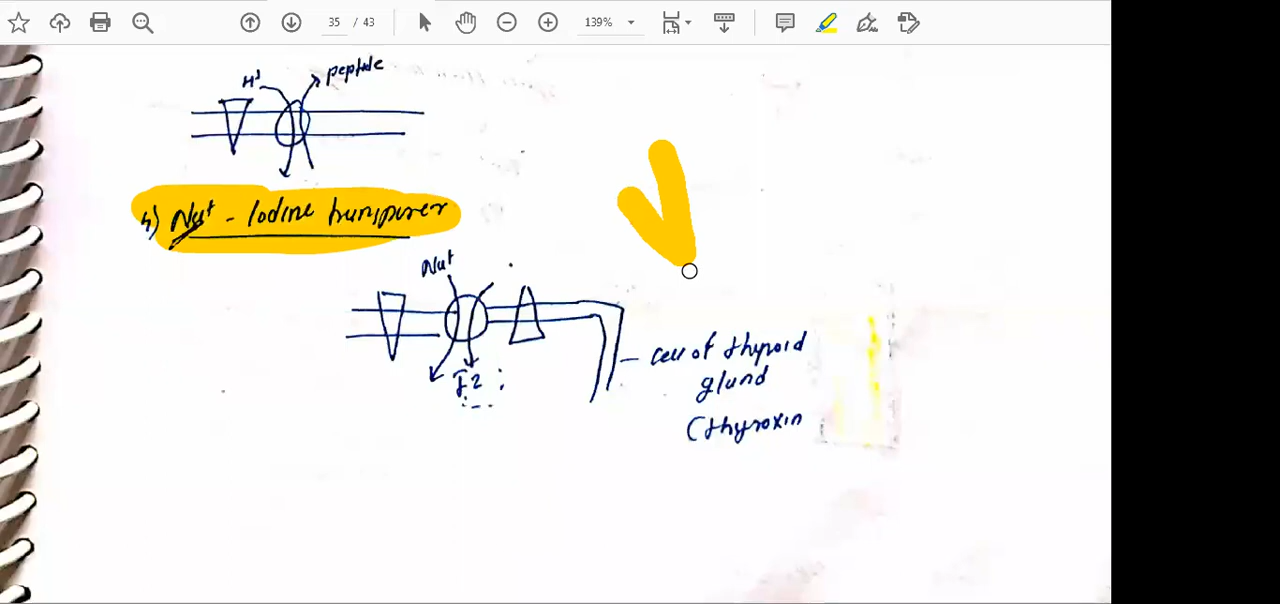 35 / 43
139%
H⁺
peptide
4) Na⁺ - Iodine transporter
Na⁺
I2
cell of thyroid
gland
(thyroxin